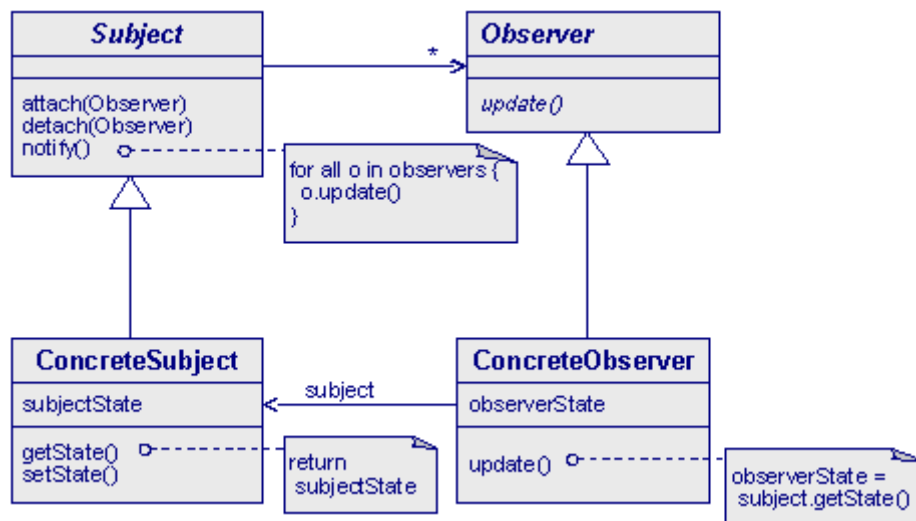 Subject
attach(Observer)
detach(Observer)
notify()
*
Observer
update()
for all o in observers {
o.update()
}
ConcreteSubject
subjectState
getState()
setState()
return
subjectState
subject
ConcreteObserver
observerState
update()
observerState =
subject.getState()